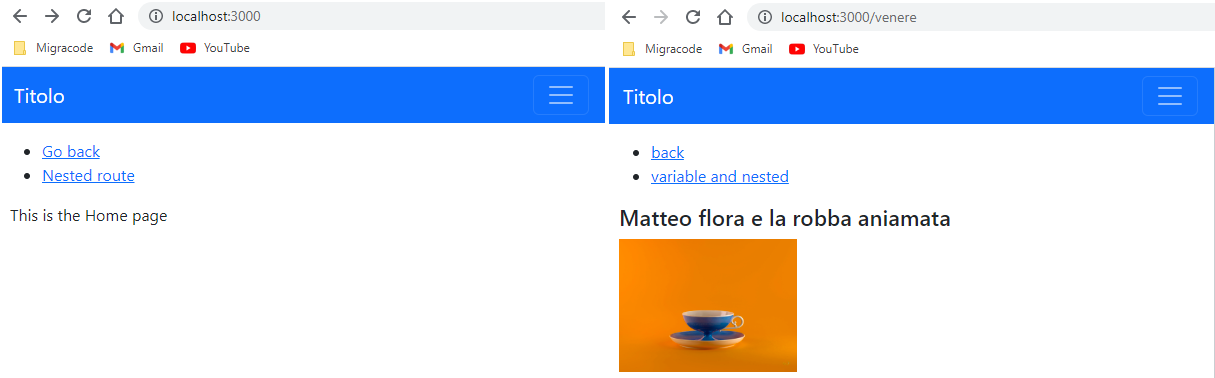 localhost:3000
Migracode Gmail YouTube
Titolo
Go back
Nested route
This is the Home page
localhost:3000/venere
Migracode Gmail YouTube
Titolo
back
variable and nested
Matteo flora e la robba aniamata